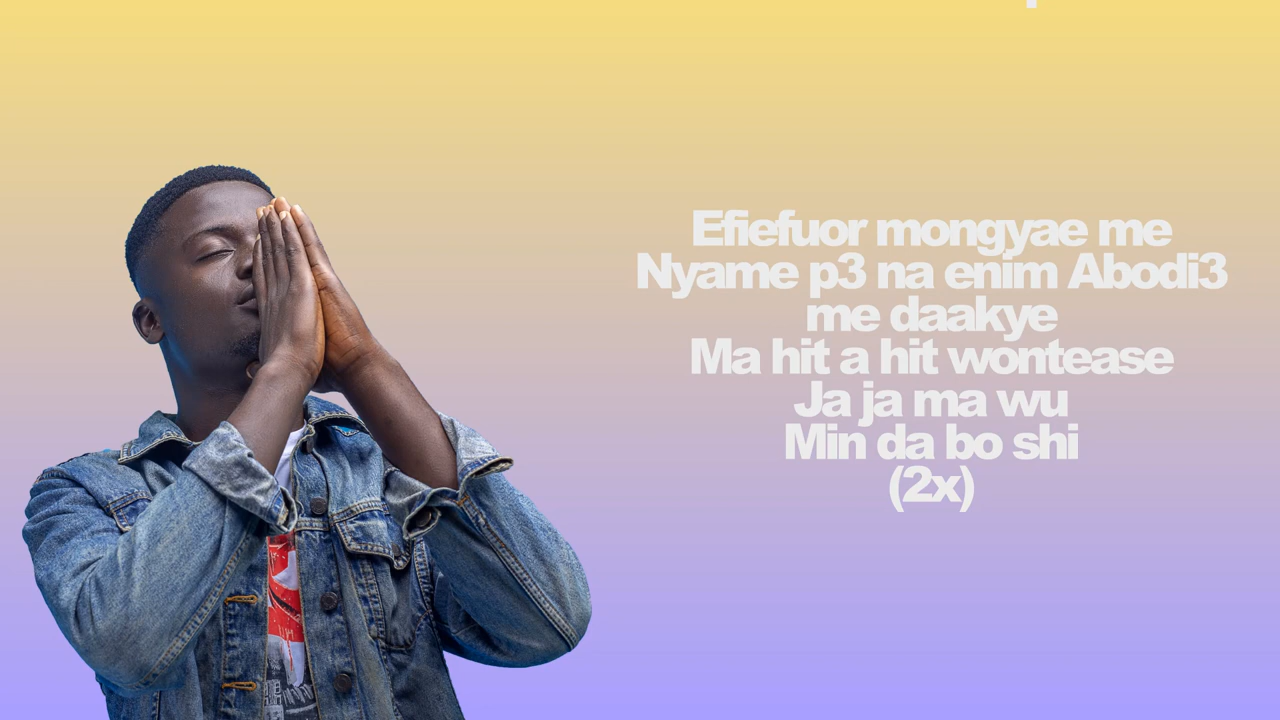 Efiefuor mongyae me
Nyame p3 na enim Abodi3
me daakye
Ma hit a hit wontease
Ja ja ma wu
Min da bo shi
(2x)